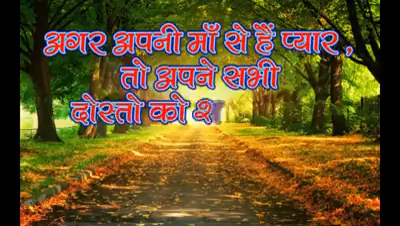 अगर अपनी माँ से हैं प्यार ,
तो अपने सभी
दोस्तो को